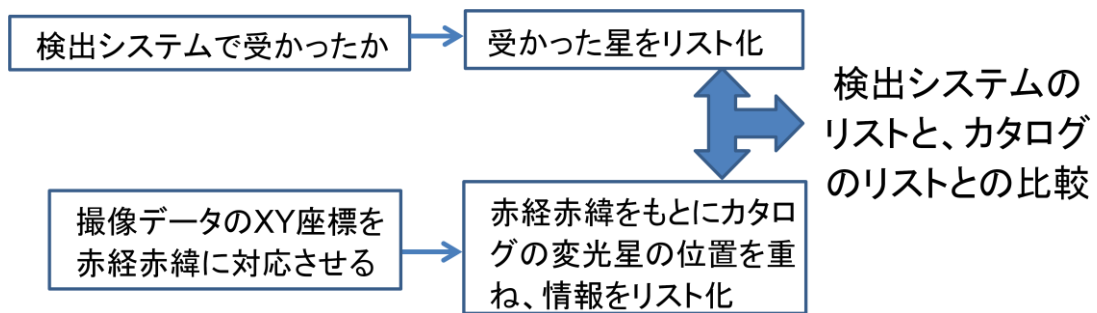 検出システムで受かったか
受かった星をリスト化
検出システムの
リストと、カタログ
のリストとの比較
撮像データのXY座標を
赤経赤緯に対応させる
赤経赤緯をもとにカタロ
グの変光星の位置を重
ね、情報をリスト化